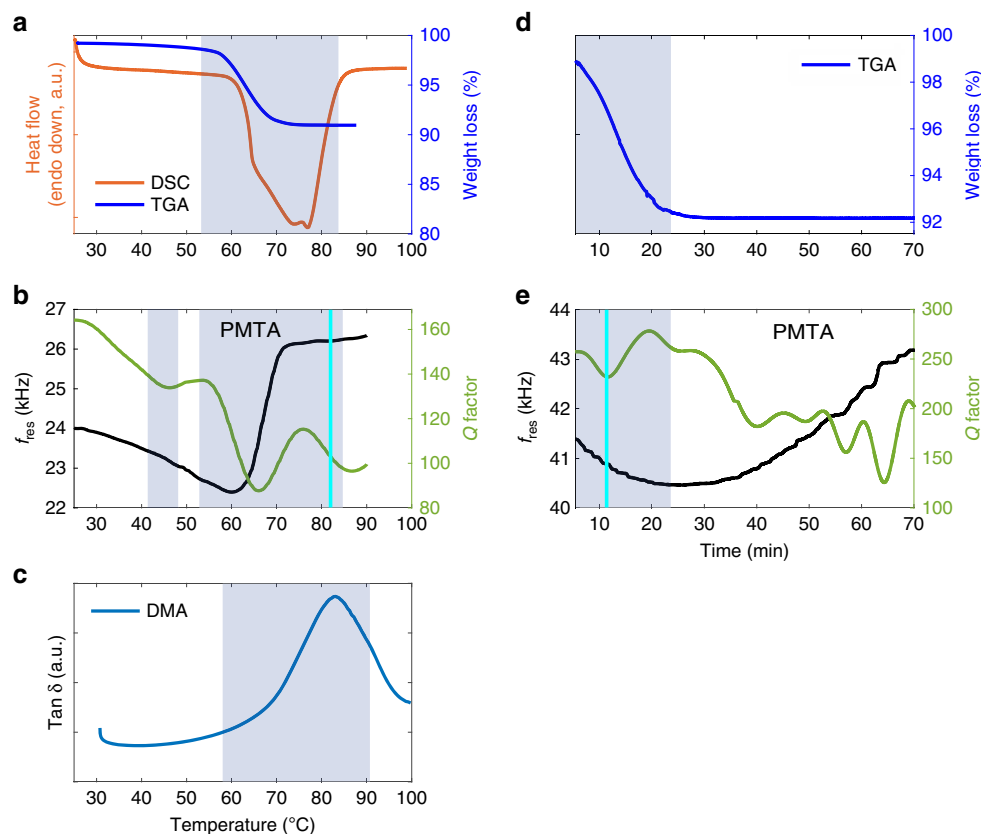 a
Heat flow
(endo down, a.u.)
DSC
TGA
100
95
90
85
80
Weight loss (%)
30 40 50 60 70 80 90 100
d
TGA
100
98
96
94
92
Weight loss (%)
10 20 30 40 50 60 70
b
PMTA
27
26
25
24
23
22
fres (kHz)
160
140
120
100
80
Q factor
30 40 50 60 70 80 90 100
e
PMTA
44
43
42
41
40
fres (kHz)
300
250
200
150
100
Q factor
10 20 30 40 50 60 70
Time (min)
c
DMA
Tan δ (a.u.)
30 40 50 60 70 80 90 100
Temperature (°C)